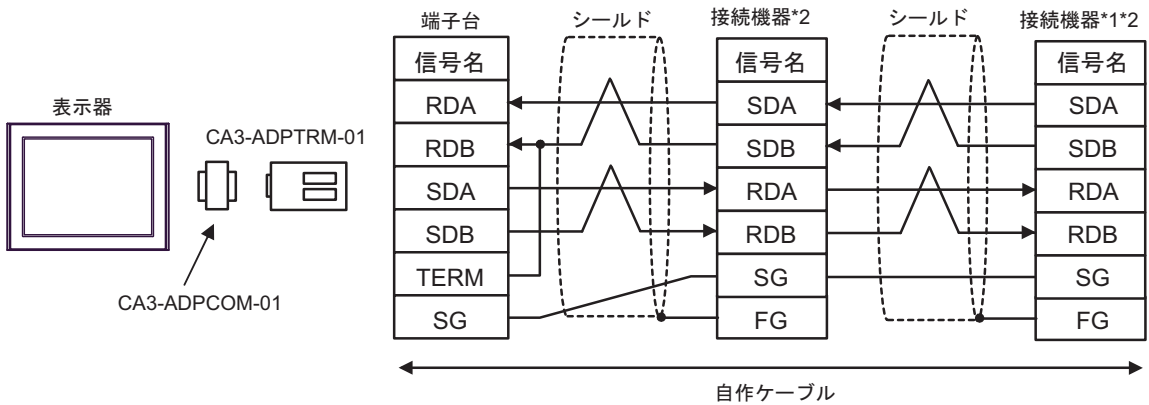 表示器
CA3-ADPTRM-01
CA3-ADPCOM-01
端子台
信号名
RDA
RDB
SDA
SDB
TERM
SG
シールド
接続機器*2
信号名
SDA
SDB
RDA
RDB
SG
FG
シールド
接続機器*1*2
信号名
SDA
SDB
RDA
RDB
SG
FG
自作ケーブル